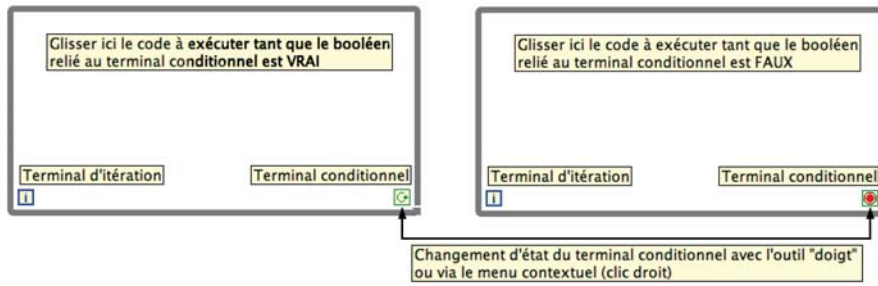 Glisser ici le code à exécuter tant que le booléen
relié au terminal conditionnel est VRAI
Terminal d'itération
Terminal conditionnel
i
Glisser ici le code à exécuter tant que le booléen
relié au terminal conditionnel est FAUX
Terminal d'itération
Terminal conditionnel
i
Changement d'état du terminal conditionnel avec l'outil "doigt"
ou via le menu contextuel (clic droit)